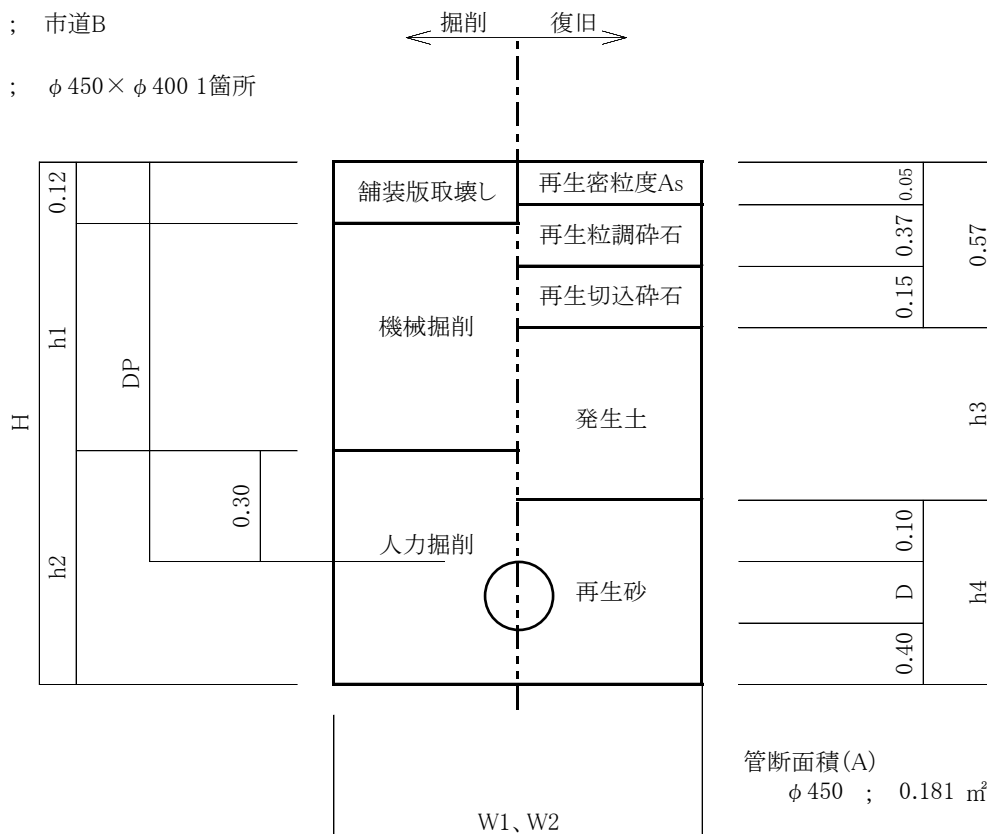 ； 市道B
掘削 復旧
； φ450×φ400 1箇所
0.12
舗装版取壊し
再生密粒度As
0.05
再生粒調砕石
0.37
0.57
再生切込砕石
0.15
機械掘削
h1
DP
H
発生土
h3
0.30
人力掘削
0.10
h2
再生砂
D
h4
0.40
管断面積(A)
φ450 ； 0.181 ㎡
W1、W2